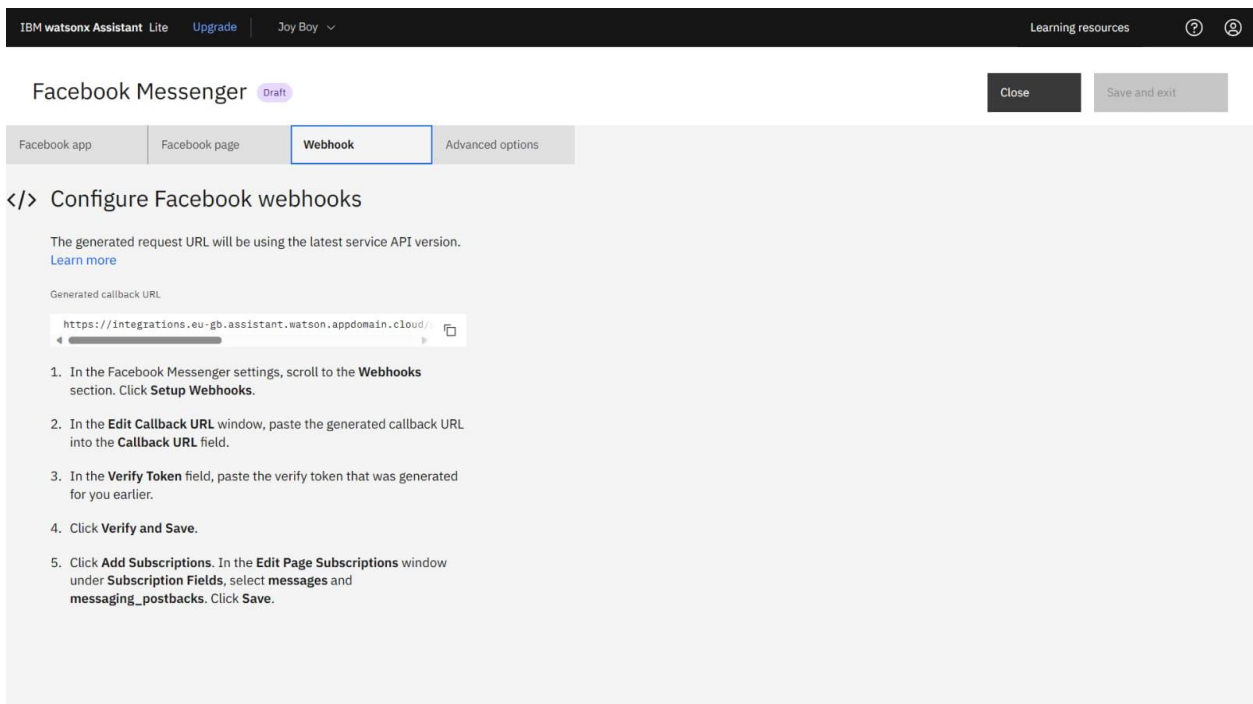 IBM watsonx Assistant Lite Upgrade Joy Boy Learning resources
Facebook Messenger Draft Close Save and exit
Facebook app Facebook page Webhook Advanced options
</> Configure Facebook webhooks
The generated request URL will be using the latest service API version.
Learn more
Generated callback URL
https://integrations.eu-gb.assistant.watson.appdomain.cloud/
1. In the Facebook Messenger settings, scroll to the Webhooks
section. Click Setup Webhooks.
2. In the Edit Callback URL window, paste the generated callback URL
into the Callback URL field.
3. In the Verify Token field, paste the verify token that was generated
for you earlier.
4. Click Verify and Save.
5. Click Add Subscriptions. In the Edit Page Subscriptions window
under Subscription Fields, select messages and
messaging_postbacks. Click Save.